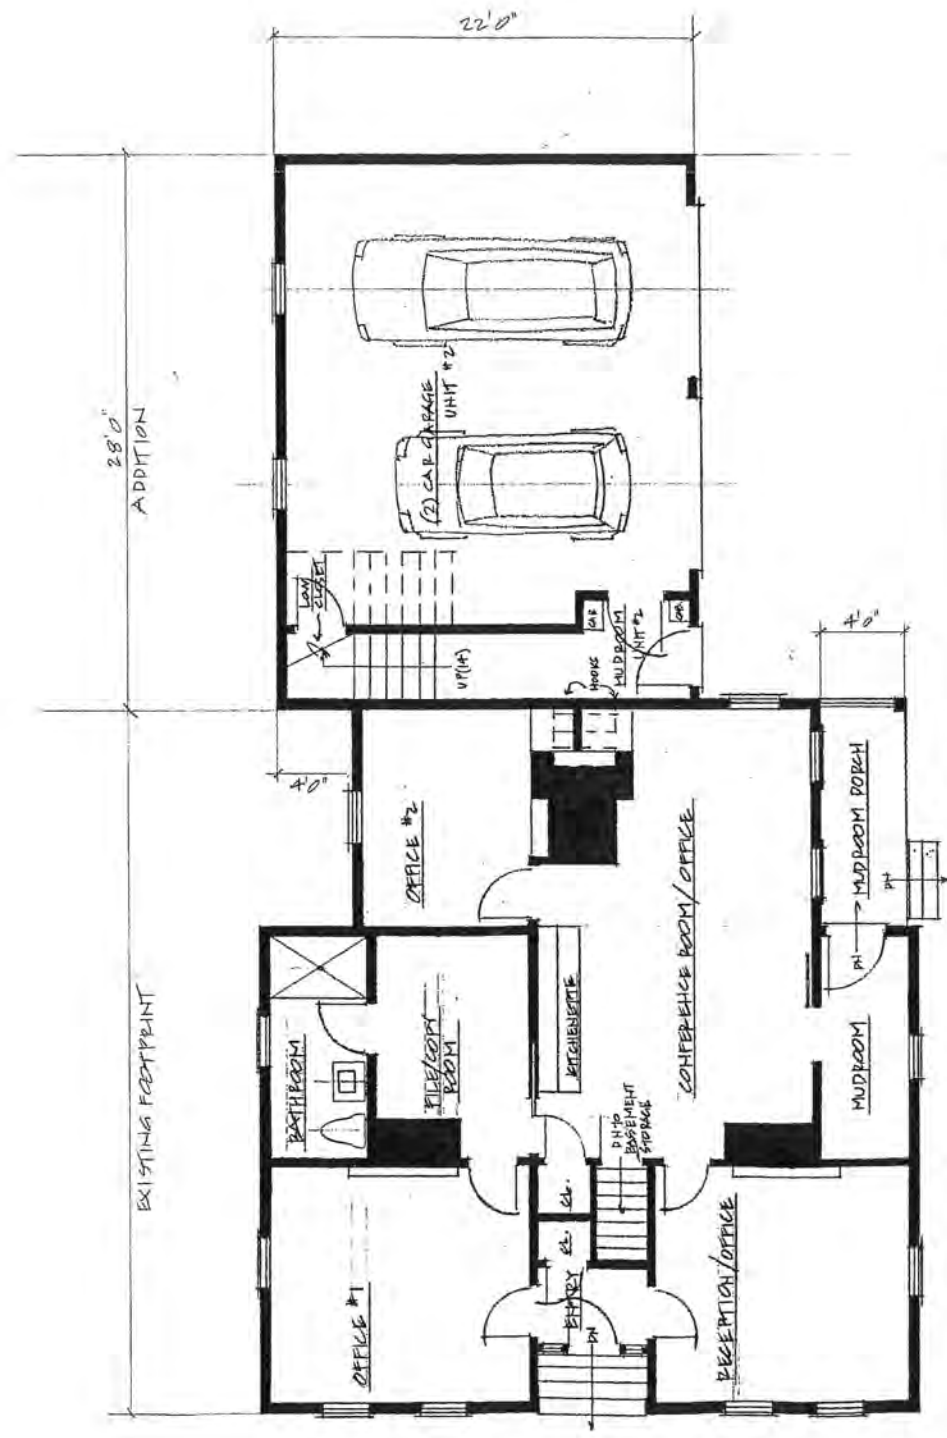 22'0"
28'0"
ADDITION
(2) CAR GARAGE
UNIT #2
LOW
CLOSET
UP(14)
HOOKS
MUDROOM
UNIT #2
CAB
CAB
4'0"
4'0"
OFFICE #2
CONFERENCE ROOM/OFFICE
MUDROOM PORCH
DN
DN
EXISTING FOOTPRINT
BATHROOM
FILE/COPY
ROOM
KITCHENETTE
DN TO
BASEMENT
STORAGE
MUDROOM
CL.
CL.
ENTRY
DN
OFFICE #1
RECEPTION/OFFICE